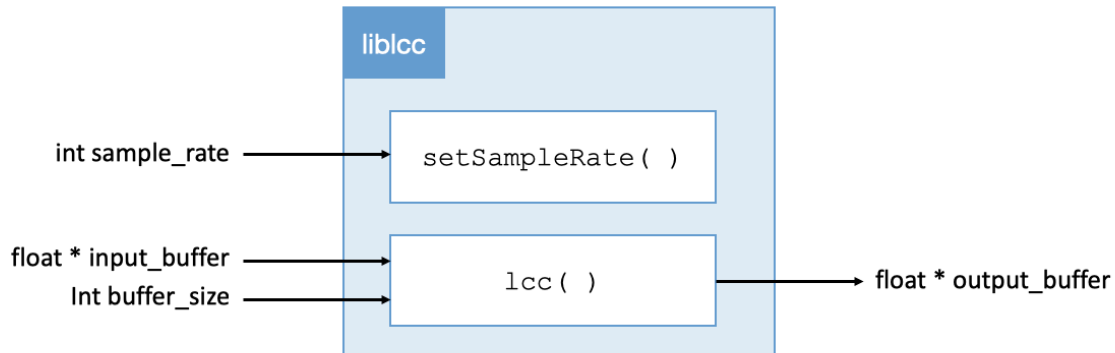 liblcc
int sample_rate
setSampleRate( )
float * input_buffer
Int buffer_size
lcc( )
float * output_buffer